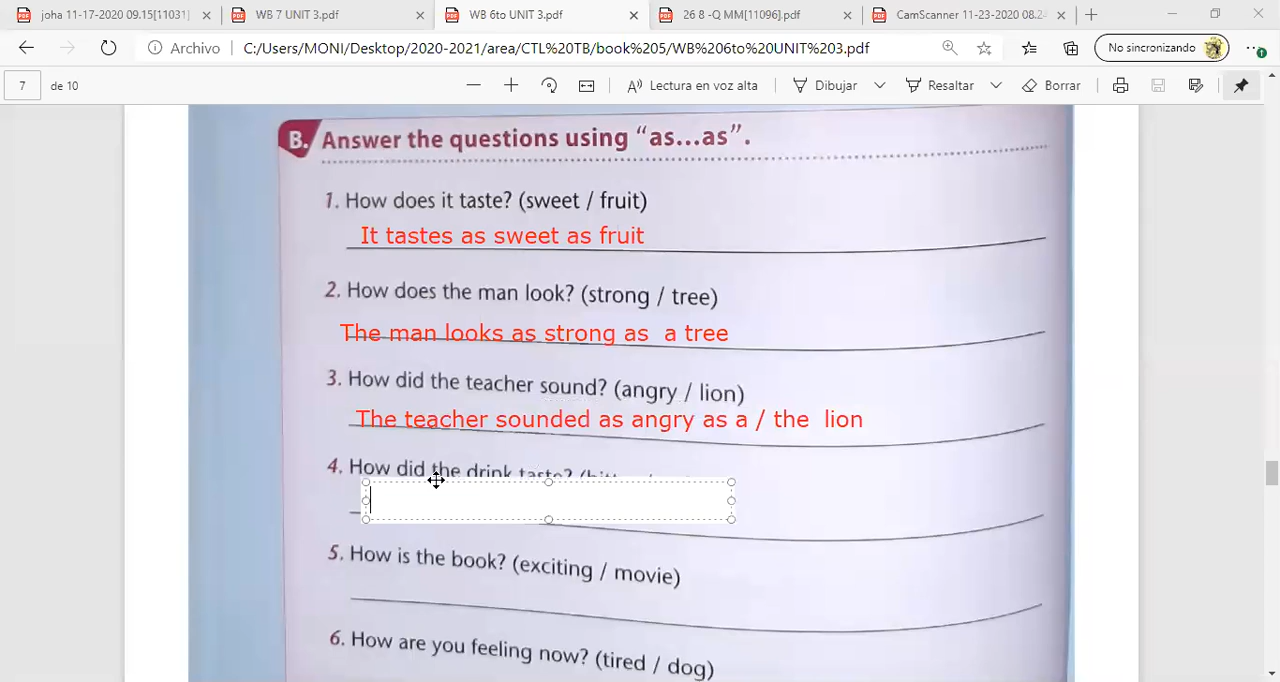 joha 11-17-2020 09.15[11031]
WB 7 UNIT 3.pdf
WB 6to UNIT 3.pdf
26 8 -Q MM[11096].pdf
CamScanner 11-23-2020 08.2
Archivo
C:/Users/MONI/Desktop/2020-2021/area/CTL%20TB/book%205/WB%206to%20UNIT%203.pdf
No sincronizando
7 de 10
Lectura en voz alta
Dibujar
Resaltar
Borrar
B. Answer the questions using “as...as”.
1. How does it taste? (sweet / fruit)
It tastes as sweet as fruit
2. How does the man look? (strong / tree)
The man looks as strong as a tree
3. How did the teacher sound? (angry / lion)
The teacher sounded as angry as a / the lion
4. How did the drink taste?
5. How is the book? (exciting / movie)
6. How are you feeling now? (tired / dog)